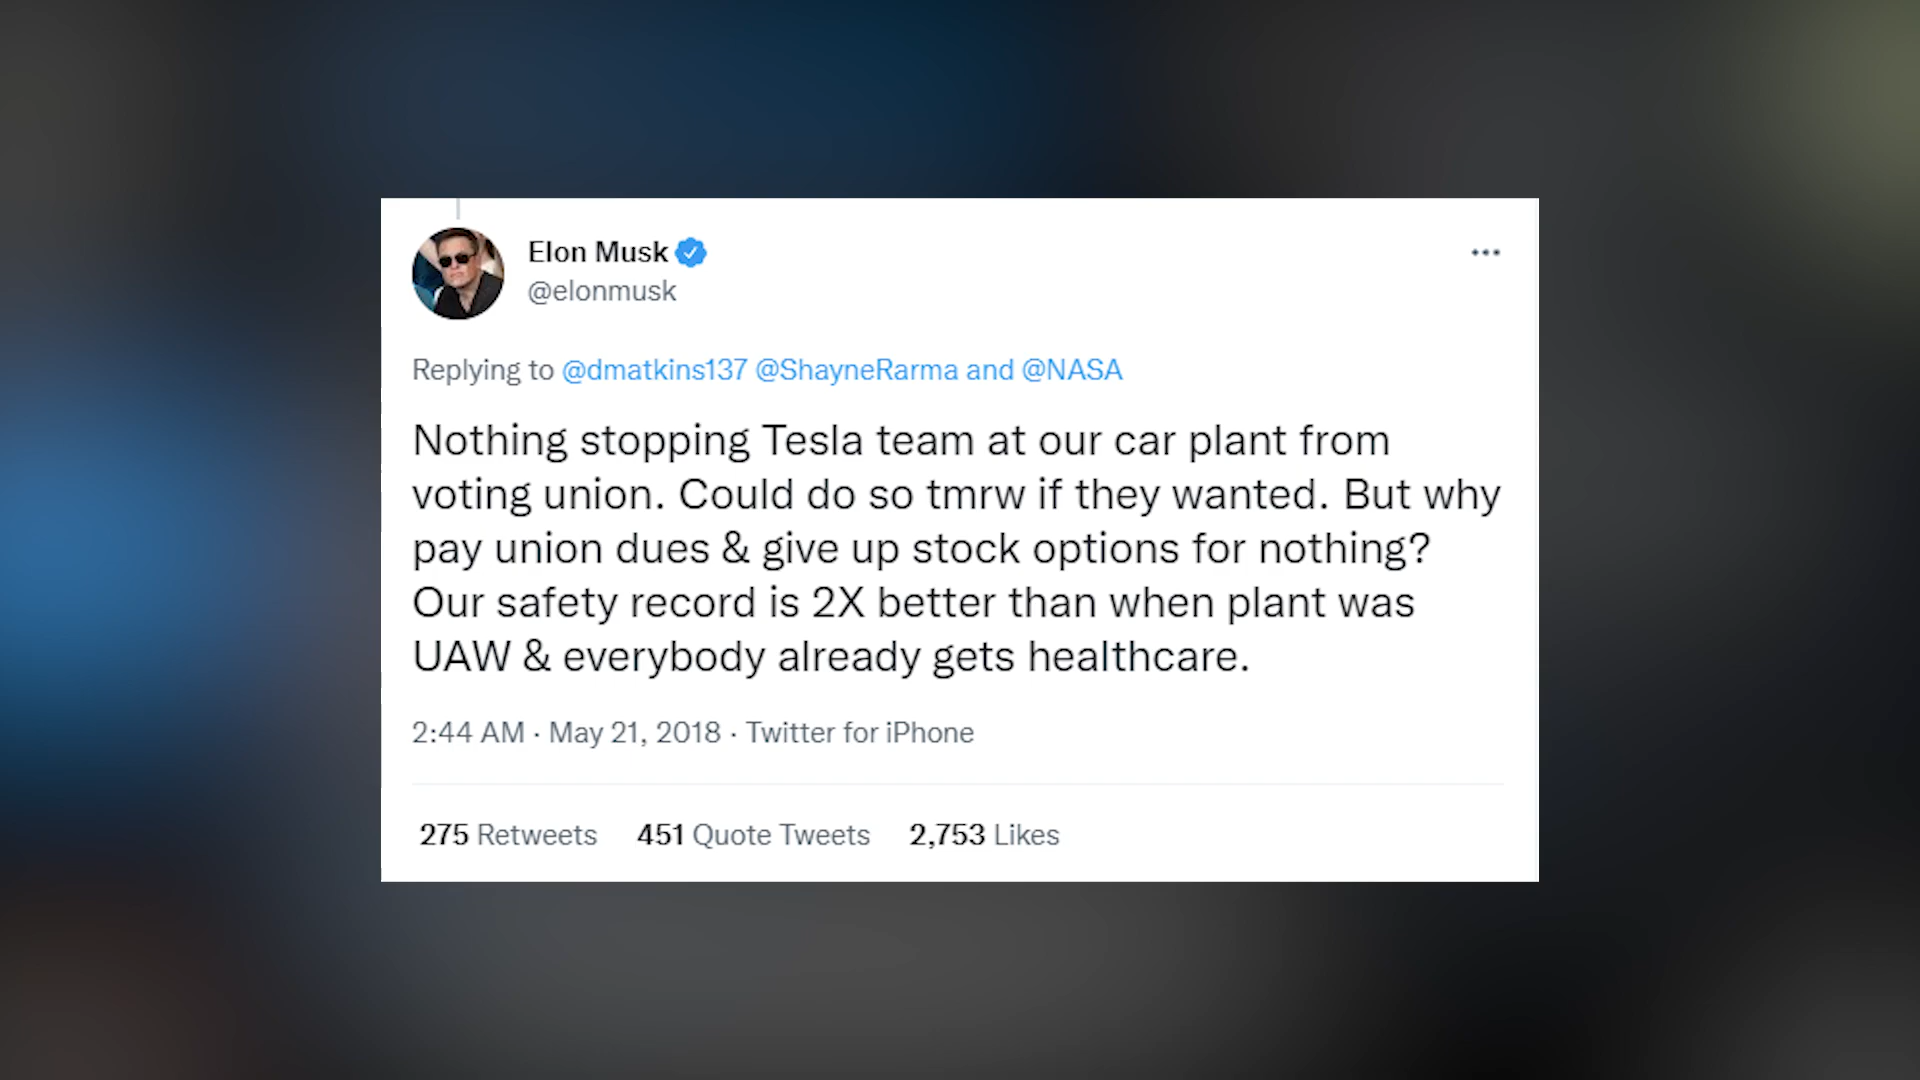 Elon Musk
@elonmusk
Replying to @dmatkins137 @ShayneRarma and @NASA
Nothing stopping Tesla team at our car plant from
voting union. Could do so tmrw if they wanted. But why
pay union dues & give up stock options for nothing?
Our safety record is 2X better than when plant was
UAW & everybody already gets healthcare.
2:44 AM · May 21, 2018 · Twitter for iPhone
275 Retweets 451 Quote Tweets 2,753 Likes